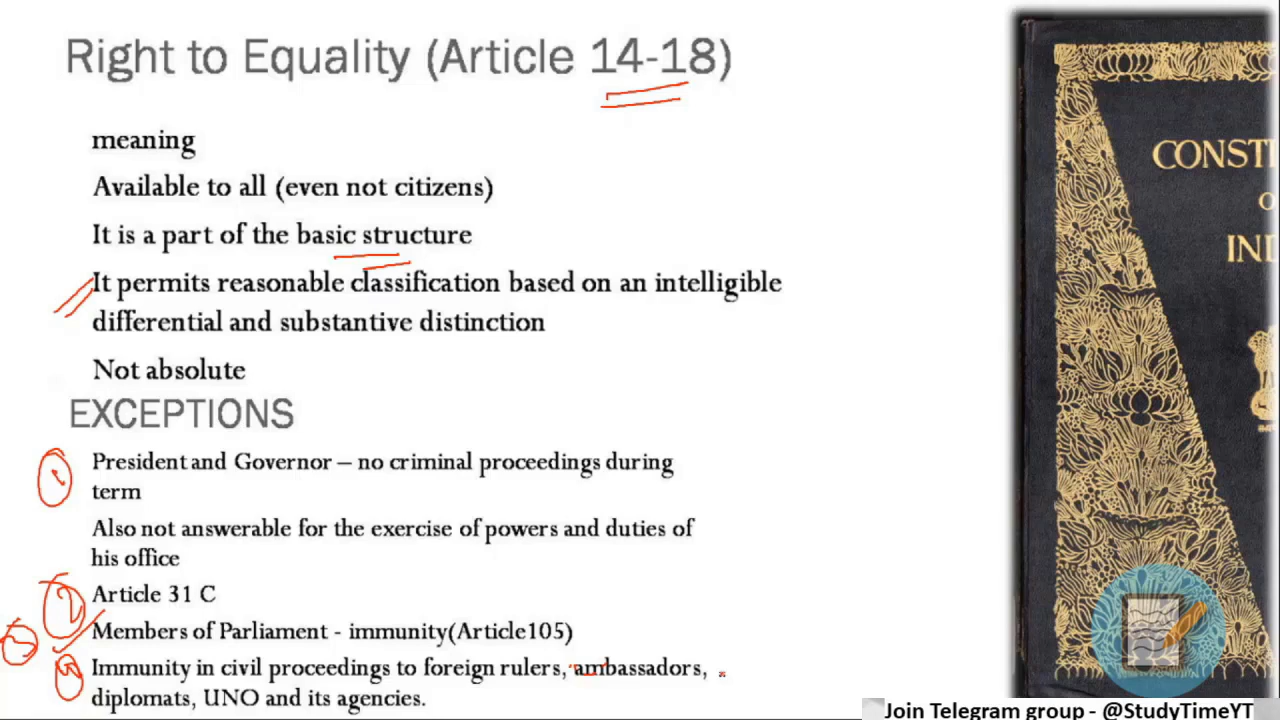 Right to Equality (Article 14-18)
meaning
Available to all (even not citizens)
It is a part of the basic structure
It permits reasonable classification based on an intelligible
differential and substantive distinction
Not absolute
EXCEPTIONS
President and Governor – no criminal proceedings during
term
Also not answerable for the exercise of powers and duties of
his office
Article 31 C
Members of Parliament - immunity(Article105)
Immunity in civil proceedings to foreign rulers, ambassadors,
diplomats, UNO and its agencies.
CONSTI
O
IND
Join Telegram group - @StudyTimeYT